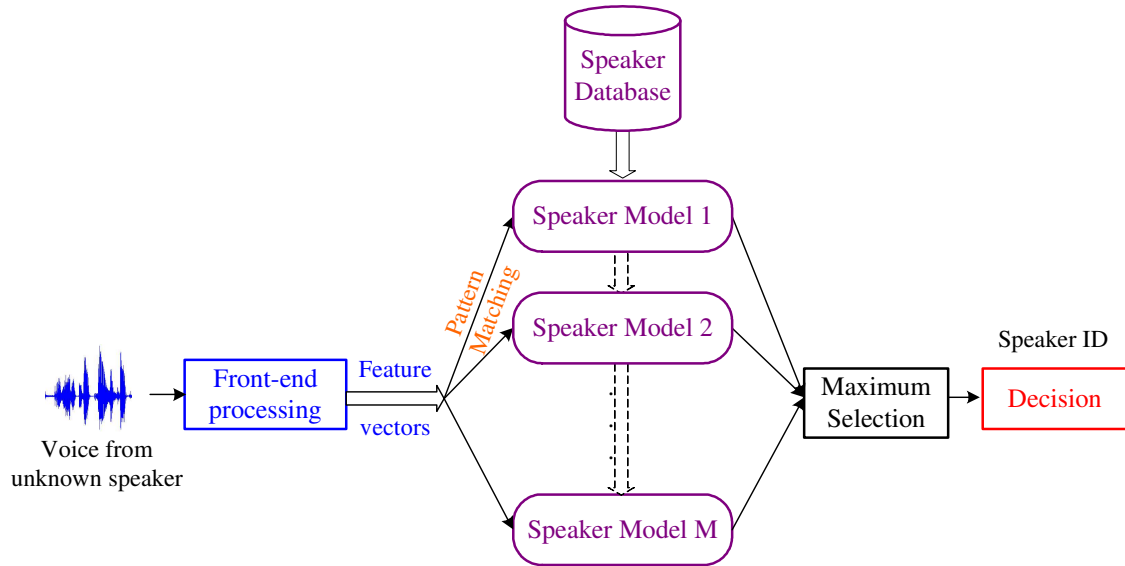 Speaker
Database
Speaker Model 1
Pattern
Matching
Speaker Model 2
Speaker ID
Front-end
processing
Feature
vectors
Maximum
Selection
Decision
Voice from
unknown speaker
Speaker Model M